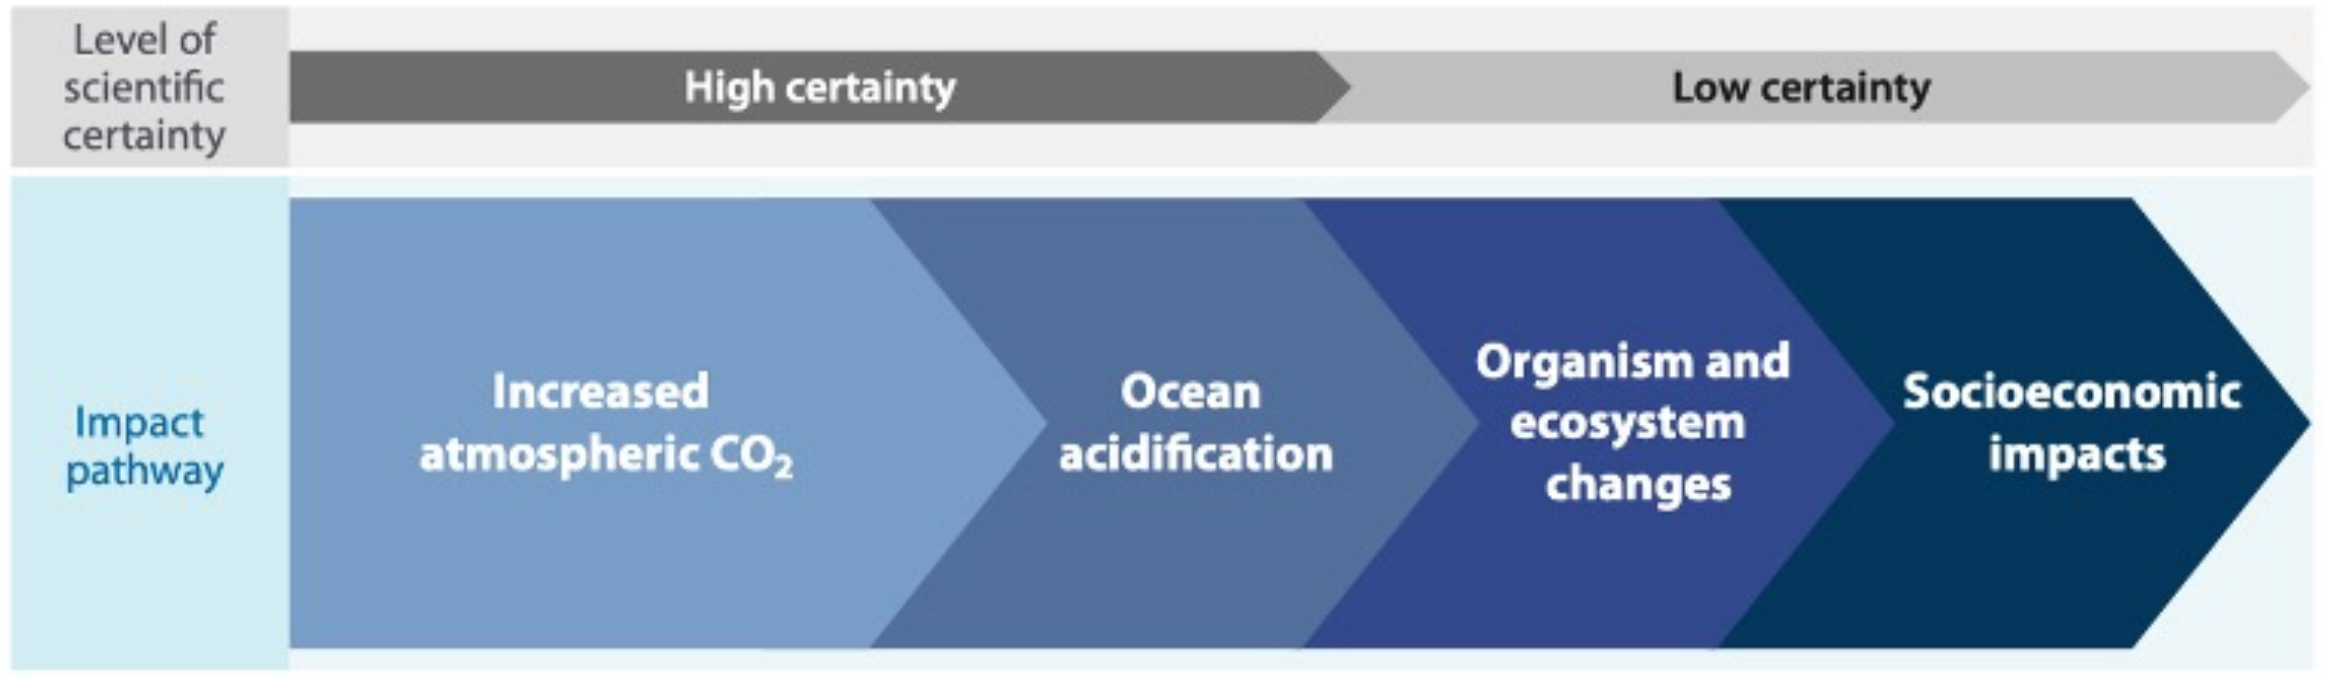 Level of
scientific
certainty
High certainty
Low certainty
Impact
pathway
Increased
atmospheric CO₂
Ocean
acidification
Organism and
ecosystem
changes
Socioeconomic
impacts